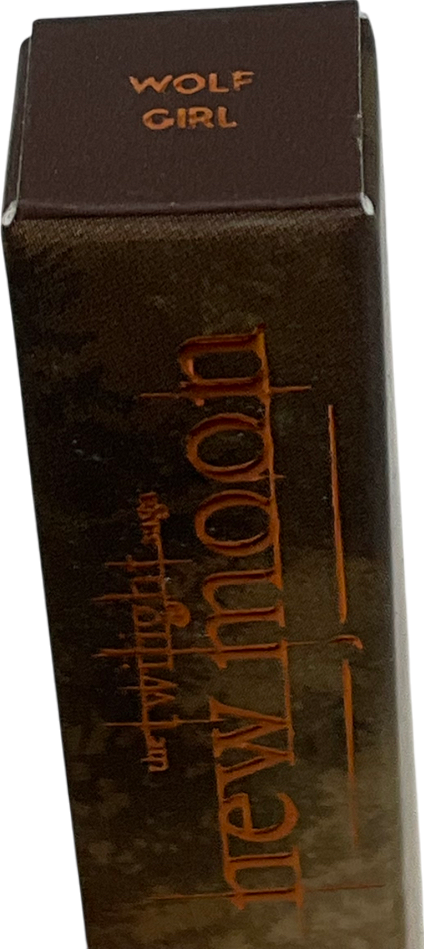 WOLF
GIRL
the twilight saga
new moon